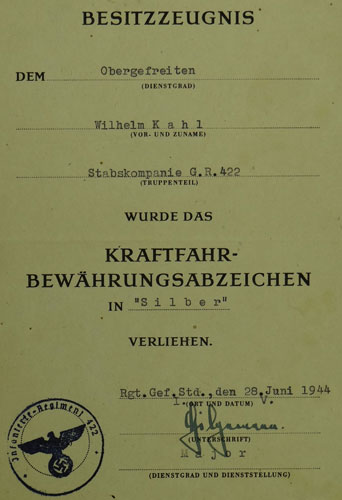 BESITZZEUGNIS
DEM Obergefreiten
(DIENSTGRAD)
Wilhelm Kahl
(VOR- UND ZUNAME)
Stabskompanie G.R.422
(TRUPPENTEIL)
WURDE DAS
KRAFTFAHR-
BEWÄHRUNGSABZEICHEN
IN "Silber"
VERLIEHEN.
Rgt.Gef.Std., den 28.Juni 1944
(ORT UND DATUM)
(UNTERSCHRIFT)
(DIENSTGRAD UND DIENSTSTELLUNG)
Infanterie-Regiment 422